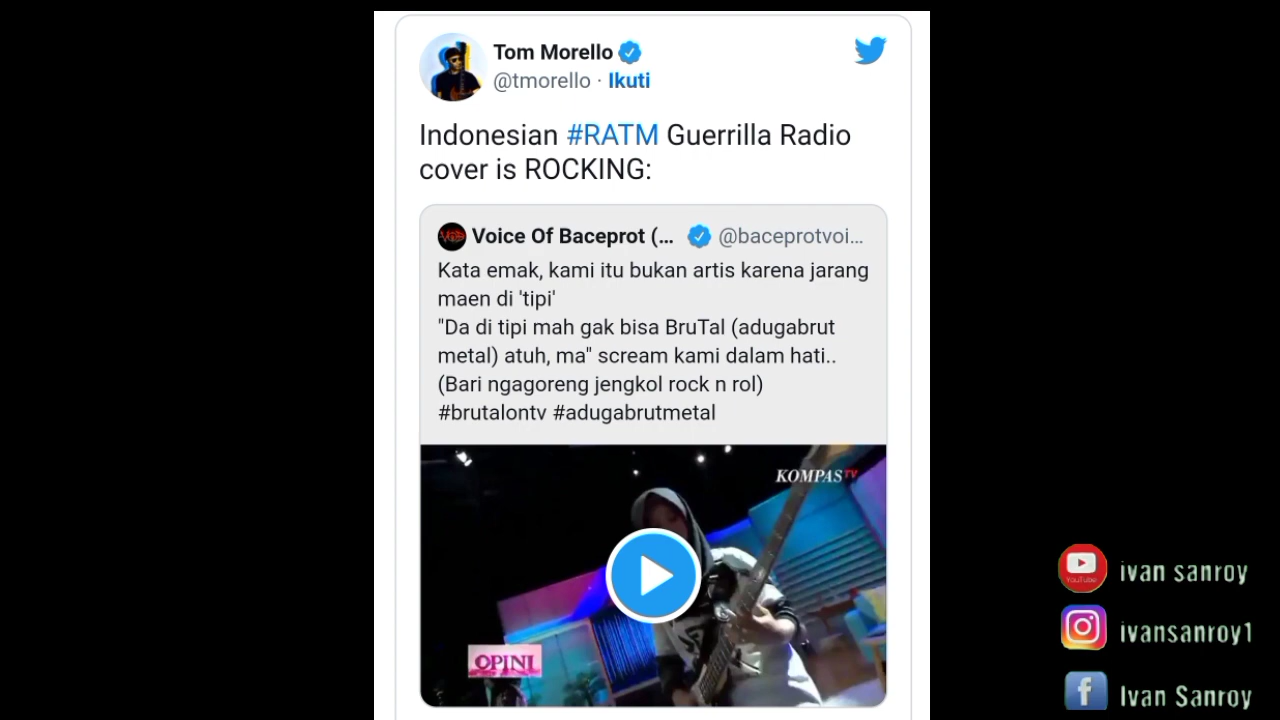 Tom Morello
@tmorello · Ikuti
Indonesian #RATM Guerrilla Radio
cover is ROCKING:
Voice Of Baceprot (... @baceprotvoi...
Kata emak, kami itu bukan artis karena jarang
maen di 'tipi'
"Da di tipi mah gak bisa BruTal (adugabrut
metal) atuh, ma" scream kami dalam hati..
(Bari ngagoreng jengkol rock n rol)
#brutalontv #adugabrutmetal
KOMPAS TV
OPINI
YouTube
ivan sanroy
ivansanroy1
Ivan Sanroy